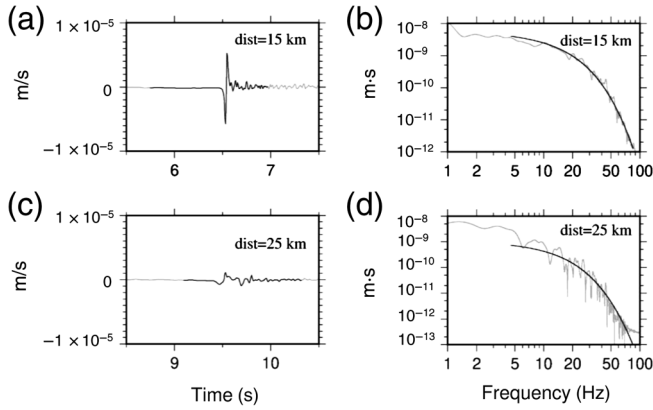 (a)
1 × 10⁻⁵
dist=15 km
m/s
0
−1 × 10⁻⁵
6
7
(b)
10⁻⁸
dist=15 km
10⁻⁹
m·s
10⁻¹⁰
10⁻¹¹
10⁻¹²
1 2 5 10 20 50 100
(c)
1 × 10⁻⁵
dist=25 km
m/s
0
−1 × 10⁻⁵
9
10
Time (s)
(d)
10⁻⁸
dist=25 km
10⁻⁹
m·s
10⁻¹⁰
10⁻¹¹
10⁻¹²
10⁻¹³
1 2 5 10 20 50 100
Frequency (Hz)